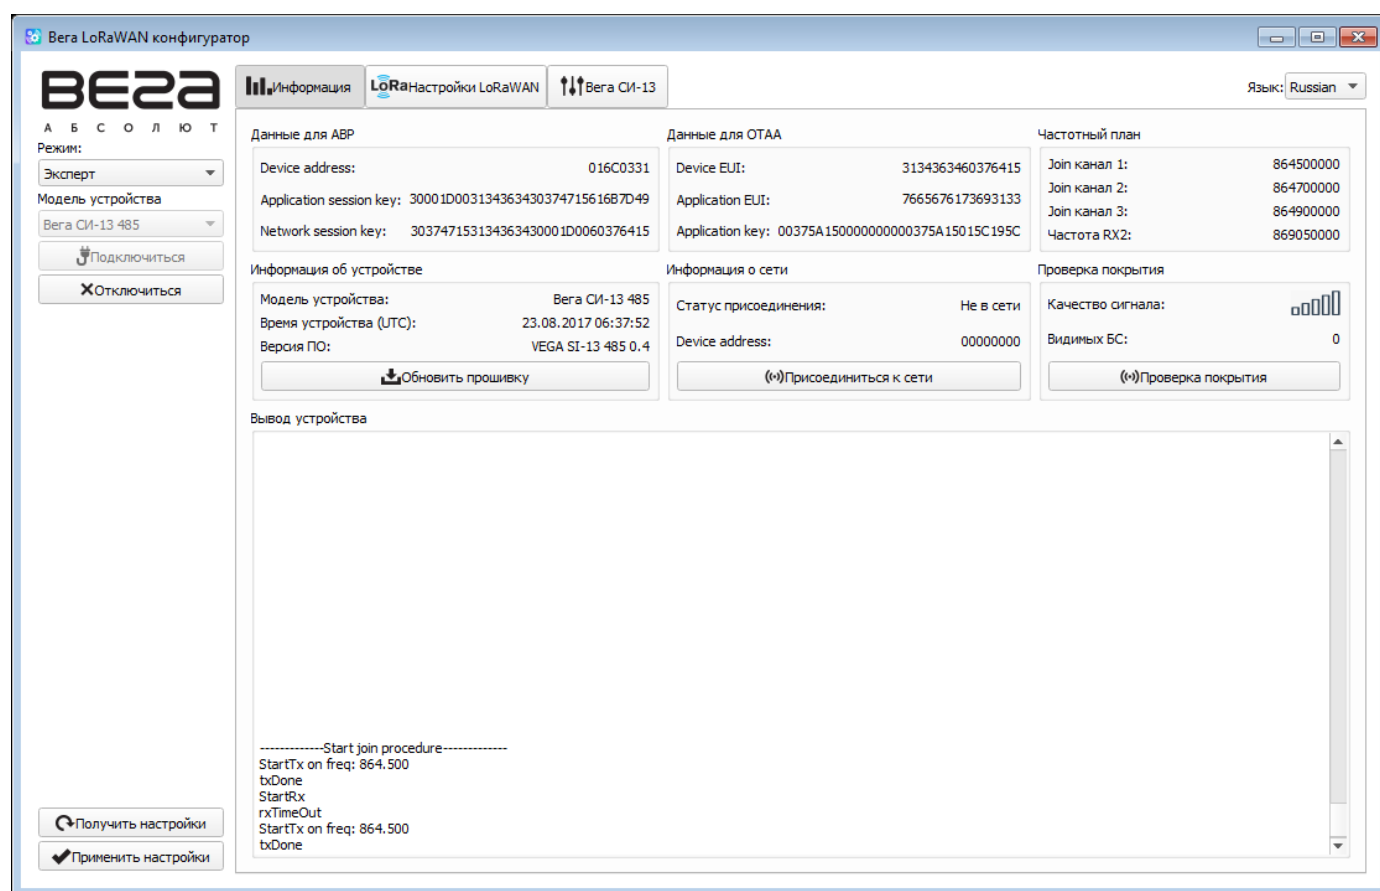 Вега LoRaWAN конфигуратор
ВЕГА
АБСОЛЮТ
Режим:
Эксперт
Модель устройства
Вега СИ-13 485
Подключиться
Отключиться
Получить настройки
Применить настройки
Информация
LoRa Настройки LoRaWAN
Вега СИ-13
Язык: Russian
Данные для ABP
Device address: 016C0331
Application session key: 30001D003134363430374715616B7D49
Network session key: 303747153134363430001D0060376415
Данные для OTAA
Device EUI: 3134363460376415
Application EUI: 7665676173693133
Application key: 00375A150000000000375A15015C195C
Частотный план
Join канал 1: 864500000
Join канал 2: 864700000
Join канал 3: 864900000
Частота RX2: 869050000
Информация об устройстве
Модель устройства: Вега СИ-13 485
Время устройства (UTC): 23.08.2017 06:37:52
Версия ПО: VEGA SI-13 485 0.4
Обновить прошивку
Информация о сети
Статус присоединения: Не в сети
Device address: 00000000
Присоединиться к сети
Проверка покрытия
Качество сигнала:
Видимых БС: 0
Проверка покрытия
Вывод устройства
-------------Start join procedure-------------
StartTx on freq: 864.500
txDone
StartRx
rxTimeOut
StartTx on freq: 864.500
txDone